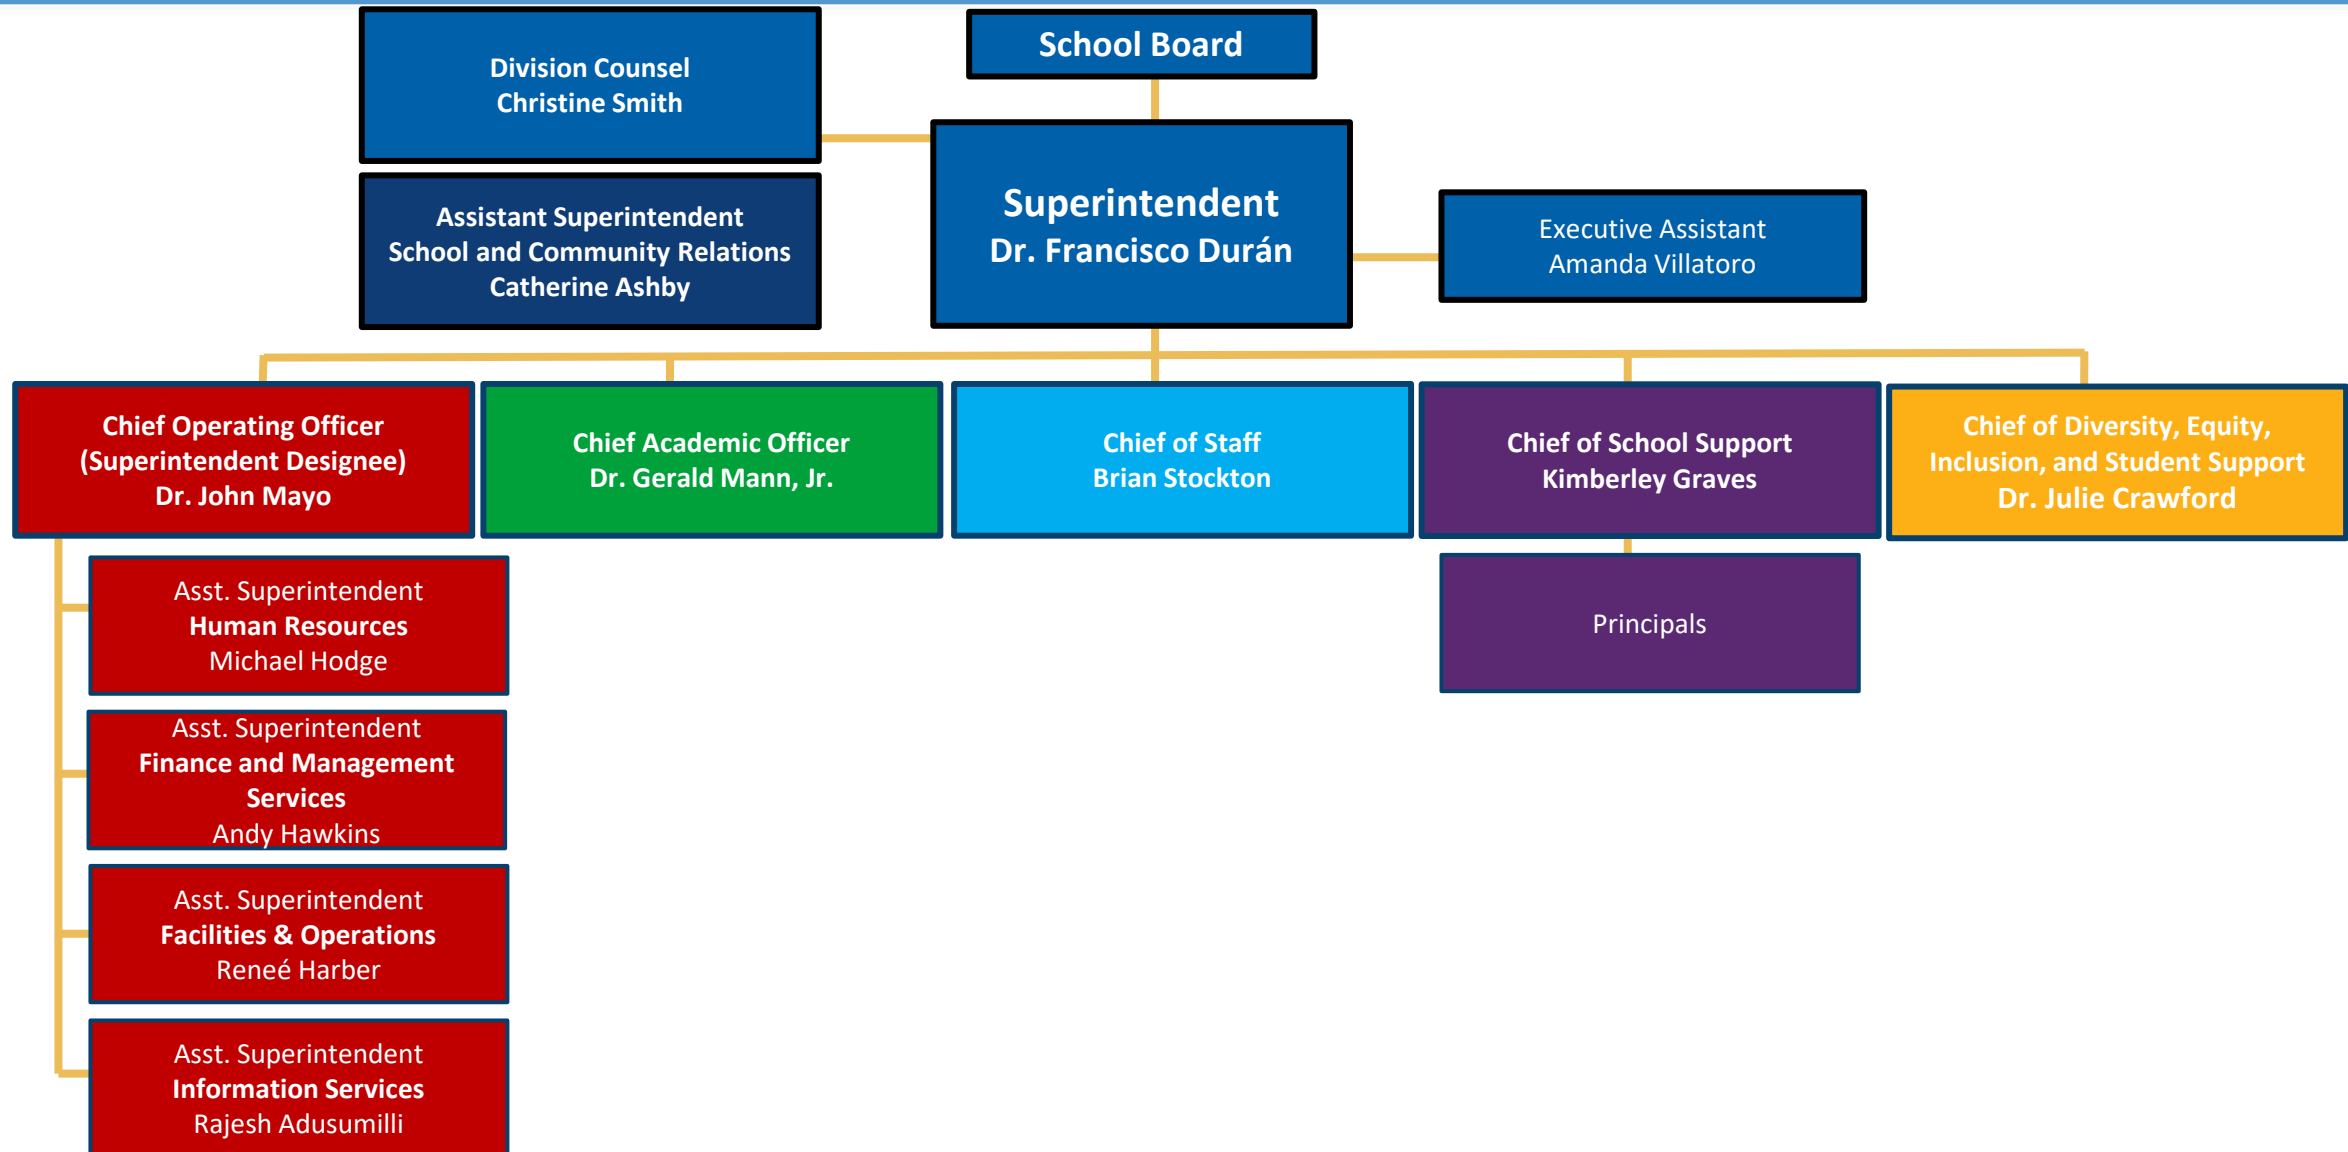 School Board
Division Counsel
Christine Smith
Superintendent
Dr. Francisco Durán
Assistant Superintendent
School and Community Relations
Catherine Ashby
Executive Assistant
Amanda Villatoro
Chief Operating Officer
(Superintendent Designee)
Dr. John Mayo
Chief Academic Officer
Dr. Gerald Mann, Jr.
Chief of Staff
Brian Stockton
Chief of School Support
Kimberley Graves
Chief of Diversity, Equity,
Inclusion, and Student Support
Dr. Julie Crawford
Asst. Superintendent
Human Resources
Michael Hodge
Principals
Asst. Superintendent
Finance and Management
Services
Andy Hawkins
Asst. Superintendent
Facilities & Operations
Reneé Harber
Asst. Superintendent
Information Services
Rajesh Adusumilli